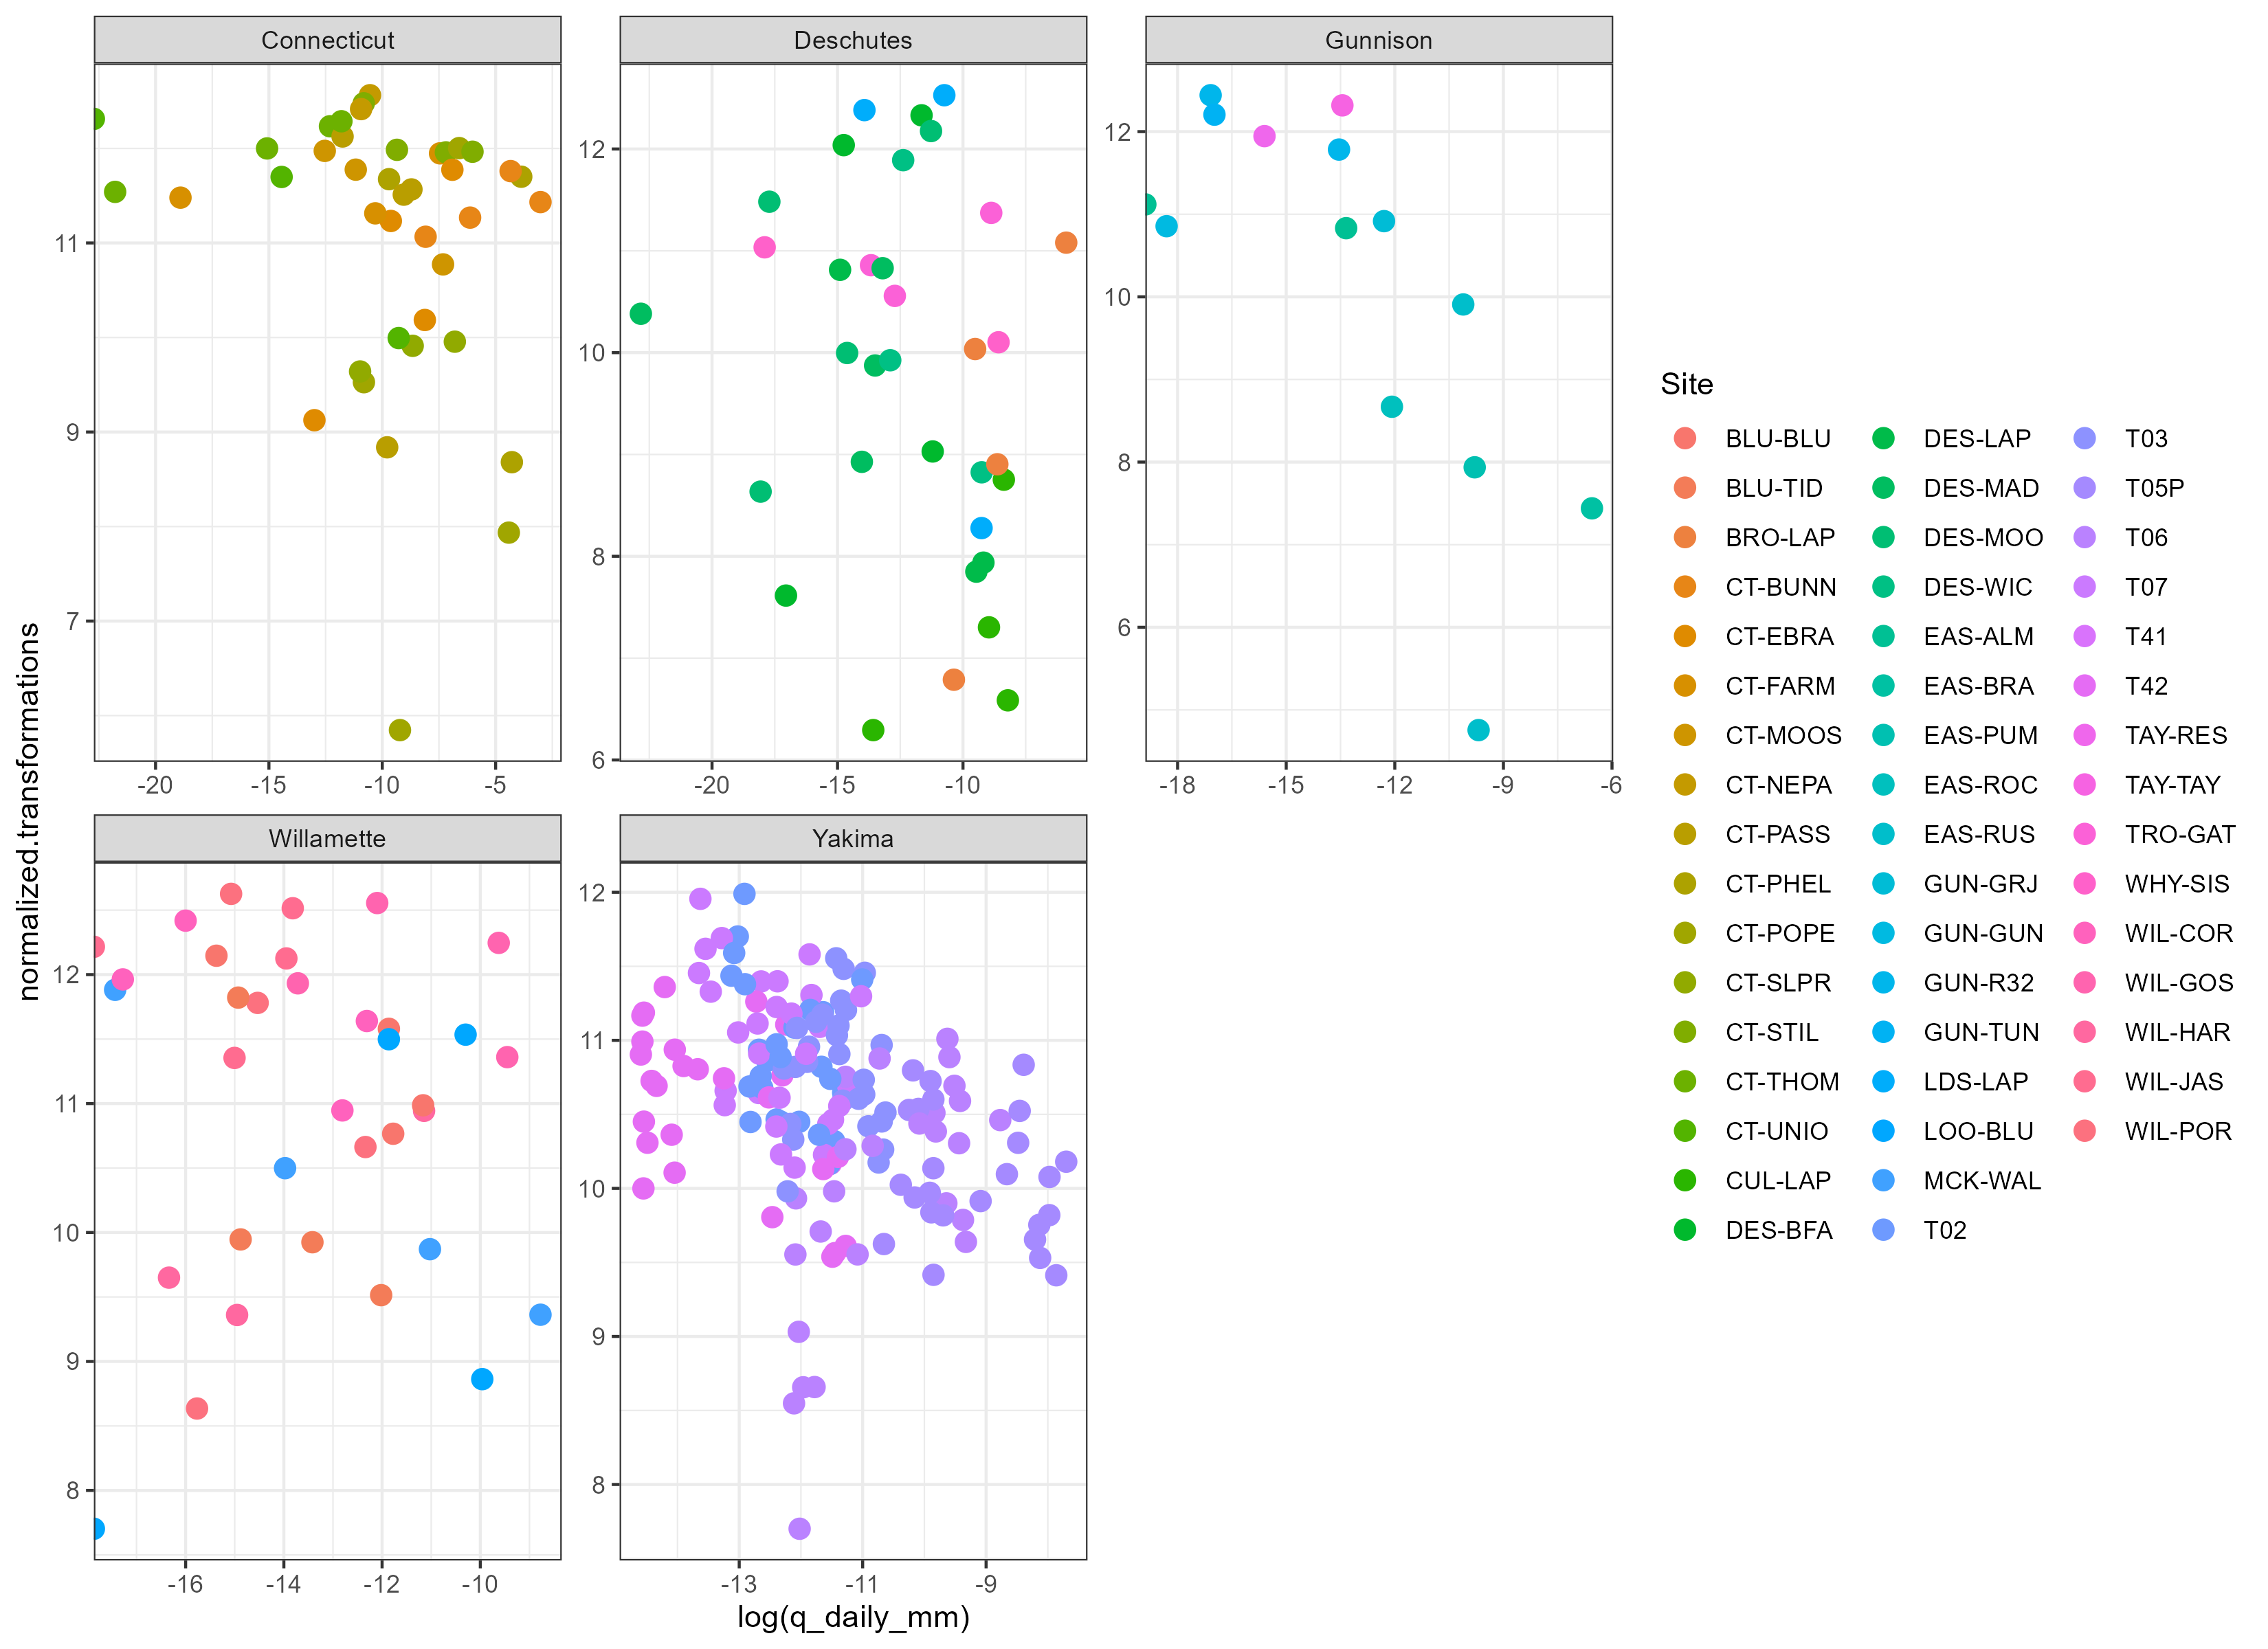 Connecticut
Deschutes
Gunnison
11
9
7
-20
-15
-10
-5
12
10
8
6
-20
-15
-10
12
10
8
6
-18
-15
-12
-9
-6
normalized.transformations
Willamette
Yakima
12
11
10
9
8
-16
-14
-12
-10
12
11
10
9
8
-13
-11
-9
log(q_daily_mm)
Site
BLU-BLU
BLU-TID
BRO-LAP
CT-BUNN
CT-EBRA
CT-FARM
CT-MOOS
CT-NEPA
CT-PASS
CT-PHEL
CT-POPE
CT-SLPR
CT-STIL
CT-THOM
CT-UNIO
CUL-LAP
DES-BFA
DES-LAP
DES-MAD
DES-MOO
DES-WIC
EAS-ALM
EAS-BRA
EAS-PUM
EAS-ROC
EAS-RUS
GUN-GRJ
GUN-GUN
GUN-R32
GUN-TUN
LDS-LAP
LOO-BLU
MCK-WAL
T02
T03
T05P
T06
T07
T41
T42
TAY-RES
TAY-TAY
TRO-GAT
WHY-SIS
WIL-COR
WIL-GOS
WIL-HAR
WIL-JAS
WIL-POR